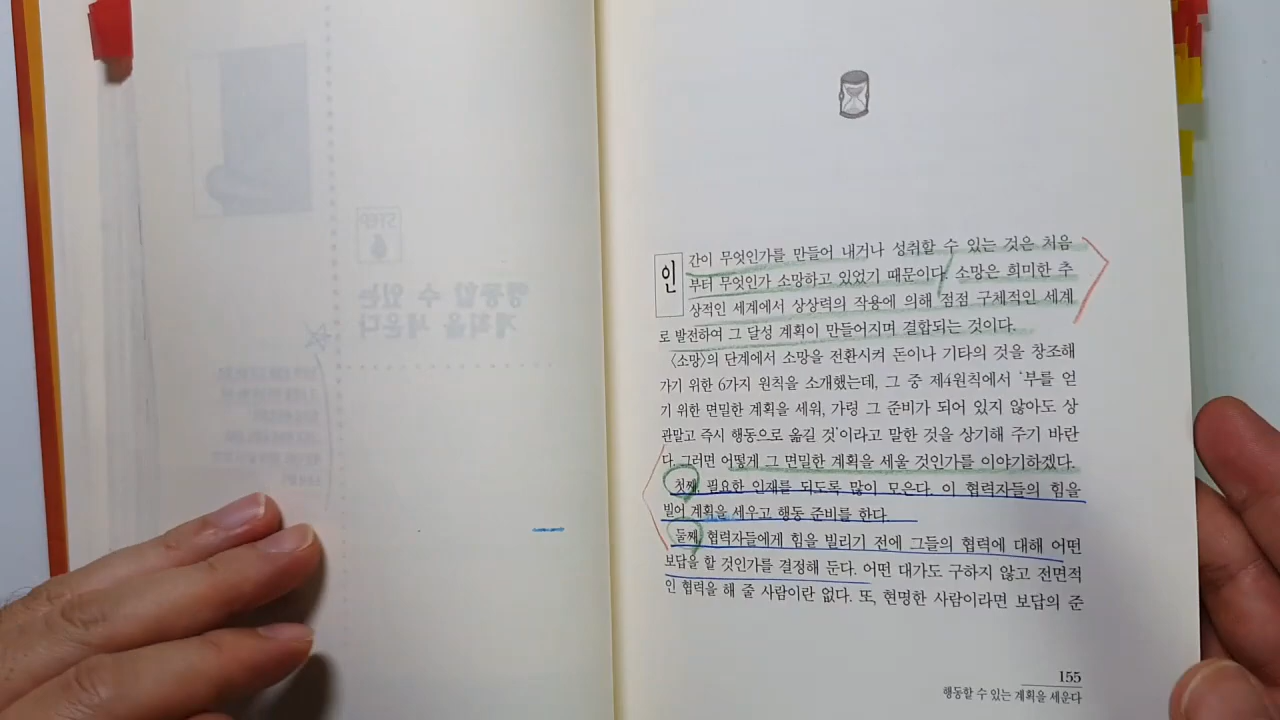 인간이 무엇인가를 만들어 내거나 성취할 수 있는 것은 처음
부터 무엇인가 소망하고 있었기 때문이다. 소망은 희미한 추
상적인 세계에서 상상력의 작용에 의해 점점 구체적인 세계
로 발전하여 그 달성 계획이 만들어지며 결합되는 것이다.
〈소망〉의 단계에서 소망을 전환시켜 돈이나 기타의 것을 창조해
가기 위한 6가지 원칙을 소개했는데, 그 중 제4원칙에서 '부를 얻
기 위한 면밀한 계획을 세워, 가령 그 준비가 되어 있지 않아도 상
관말고 즉시 행동으로 옮길 것'이라고 말한 것을 상기해 주기 바란
다. 그러면 어떻게 그 면밀한 계획을 세울 것인가를 이야기하겠다.
첫째, 필요한 인재를 되도록 많이 모은다. 이 협력자들의 힘을
빌어 계획을 세우고 행동 준비를 한다.
둘째, 협력자들에게 힘을 빌리기 전에 그들의 협력에 대해 어떤
보답을 할 것인가를 결정해 둔다. 어떤 대가도 구하지 않고 전면적
인 협력을 해 줄 사람이란 없다. 또, 현명한 사람이라면 보답의 준
155
행동할 수 있는 계획을 세운다
STEP
행동할 수 있는
계획을 세운다